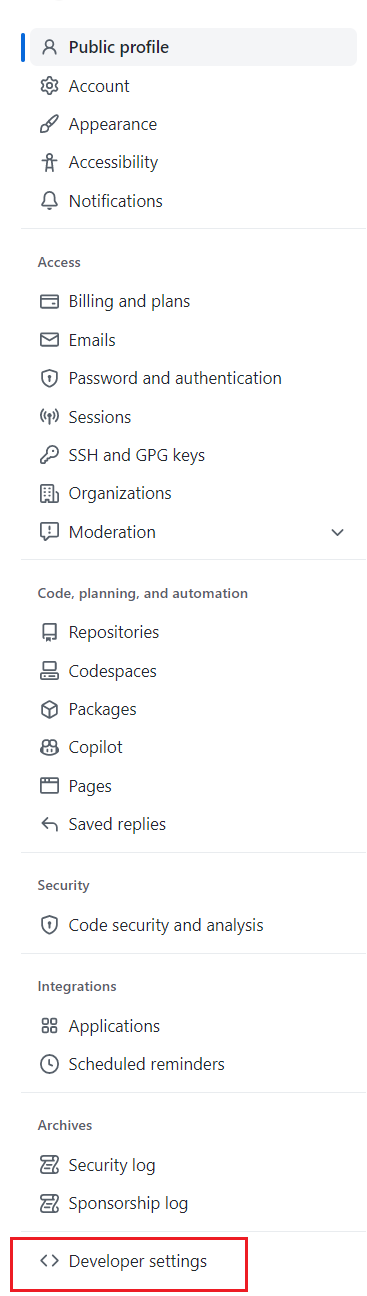 Public profile
Account
Appearance
Accessibility
Notifications
Access
Billing and plans
Emails
Password and authentication
Sessions
SSH and GPG keys
Organizations
Moderation
Code, planning, and automation
Repositories
Codespaces
Packages
Copilot
Pages
Saved replies
Security
Code security and analysis
Integrations
Applications
Scheduled reminders
Archives
Security log
Sponsorship log
Developer settings